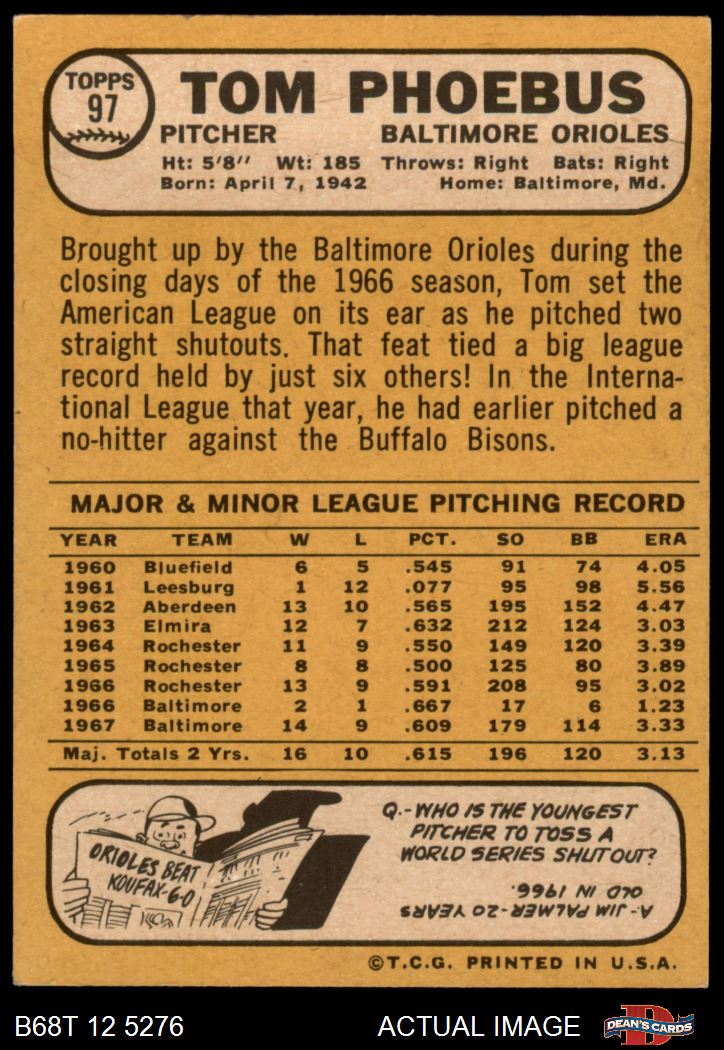 TOPPS
97
TOM PHOEBUS
PITCHER BALTIMORE ORIOLES
Ht: 5'8'' Wt: 185 Throws: Right Bats: Right
Born: April 7, 1942 Home: Baltimore, Md.
Brought up by the Baltimore Orioles during the
closing days of the 1966 season, Tom set the
American League on its ear as he pitched two
straight shutouts. That feat tied a big league
record held by just six others! In the Interna-
tional League that year, he had earlier pitched a
no-hitter against the Buffalo Bisons.
MAJOR & MINOR LEAGUE PITCHING RECORD
YEAR TEAM W L PCT. SO BB ERA
1960 Bluefield 6 5 .545 91 74 4.05
1961 Leesburg 1 12 .077 95 98 5.56
1962 Aberdeen 13 10 .565 195 152 4.47
1963 Elmira 12 7 .632 212 124 3.03
1964 Rochester 11 9 .550 149 120 3.39
1965 Rochester 8 8 .500 125 80 3.89
1966 Rochester 13 9 .591 208 95 3.02
1966 Baltimore 2 1 .667 17 6 1.23
1967 Baltimore 14 9 .609 179 114 3.33
Maj. Totals 2 Yrs. 16 10 .615 196 120 3.13
ORIOLES BEAT
KOUFAX-6-0
Q.-WHO IS THE YOUNGEST
PITCHER TO TOSS A
WORLD SERIES SHUTOUT?
A-JIM PALMER-20 YEARS
OLD IN 1966.
©T.C.G. PRINTED IN U.S.A.
B68T 12 5276 ACTUAL IMAGE DEAN'S CARDS